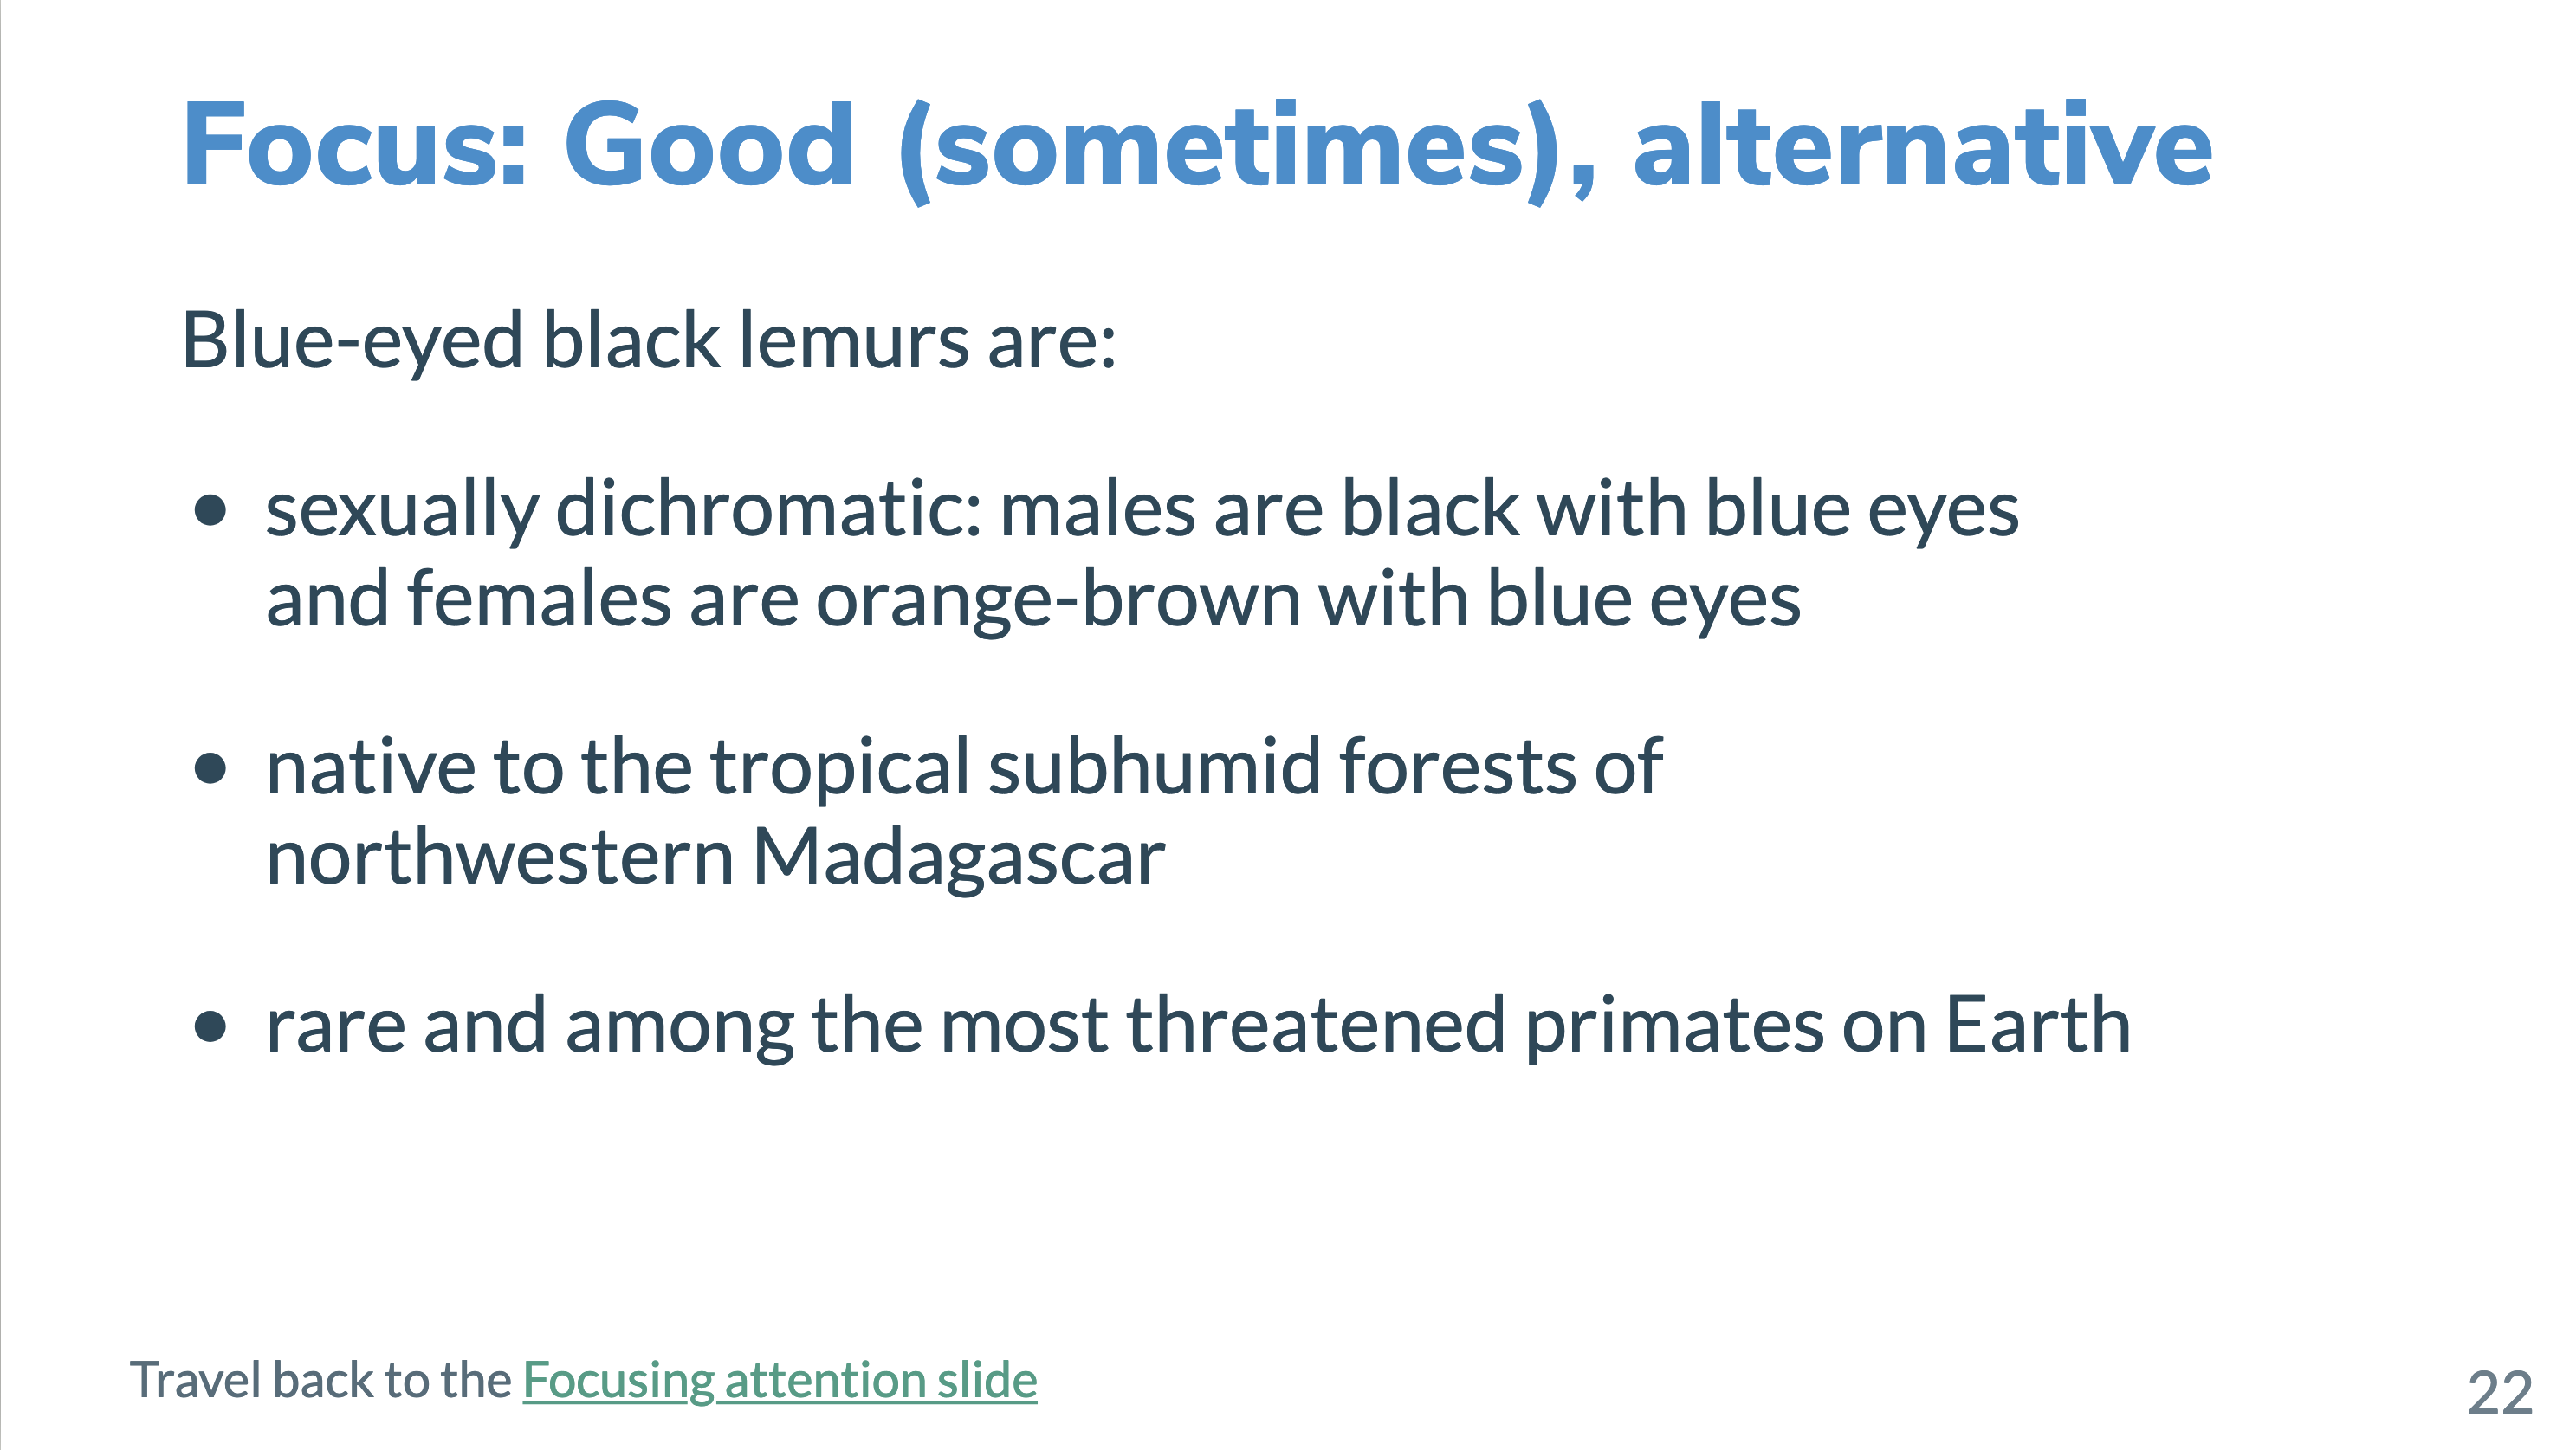 Focus: Good (sometimes), alternative
Blue-eyed black lemurs are:
● sexually dichromatic: males are black with blue eyes
and females are orange-brown with blue eyes
● native to the tropical subhumid forests of
northwestern Madagascar
● rare and among the most threatened primates on Earth
Travel back to the Focusing attention slide
22